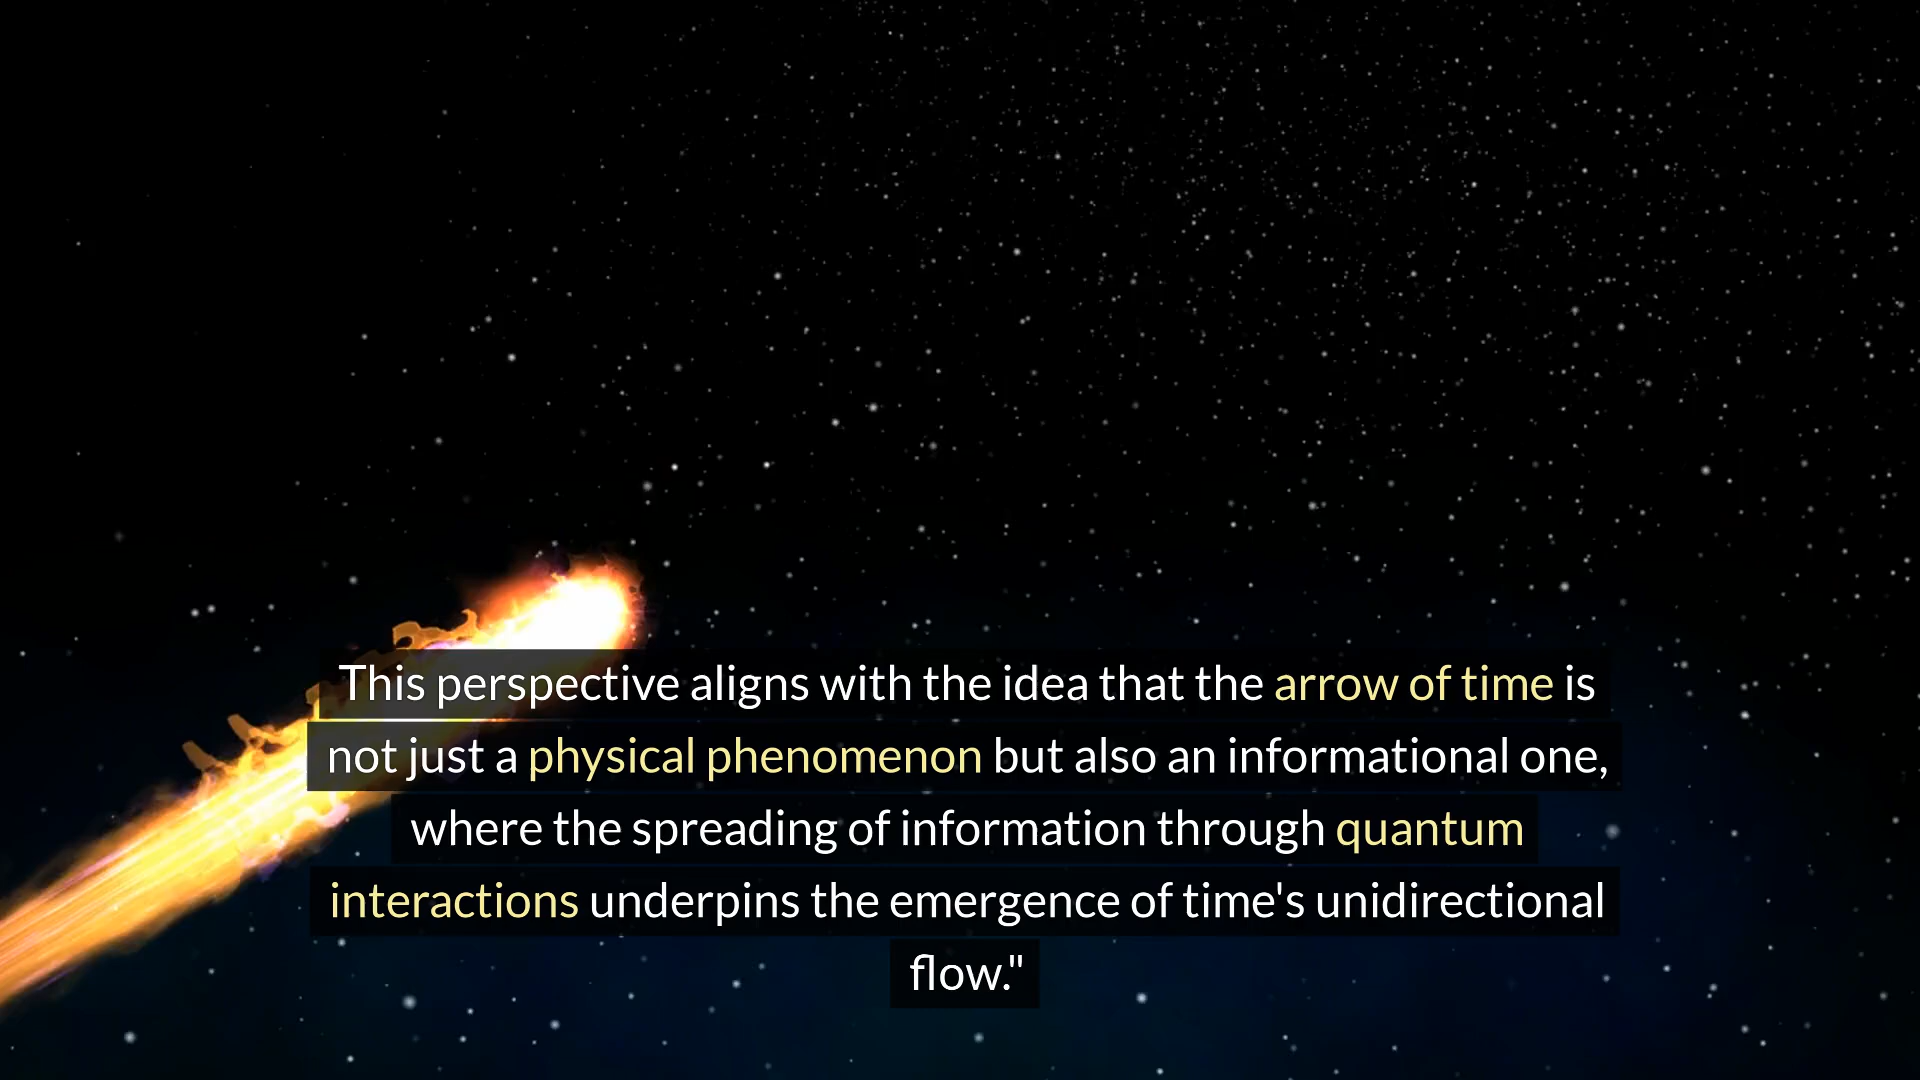 This perspective aligns with the idea that the arrow of time is
not just a physical phenomenon but also an informational one,
where the spreading of information through quantum
interactions underpins the emergence of time's unidirectional
flow."